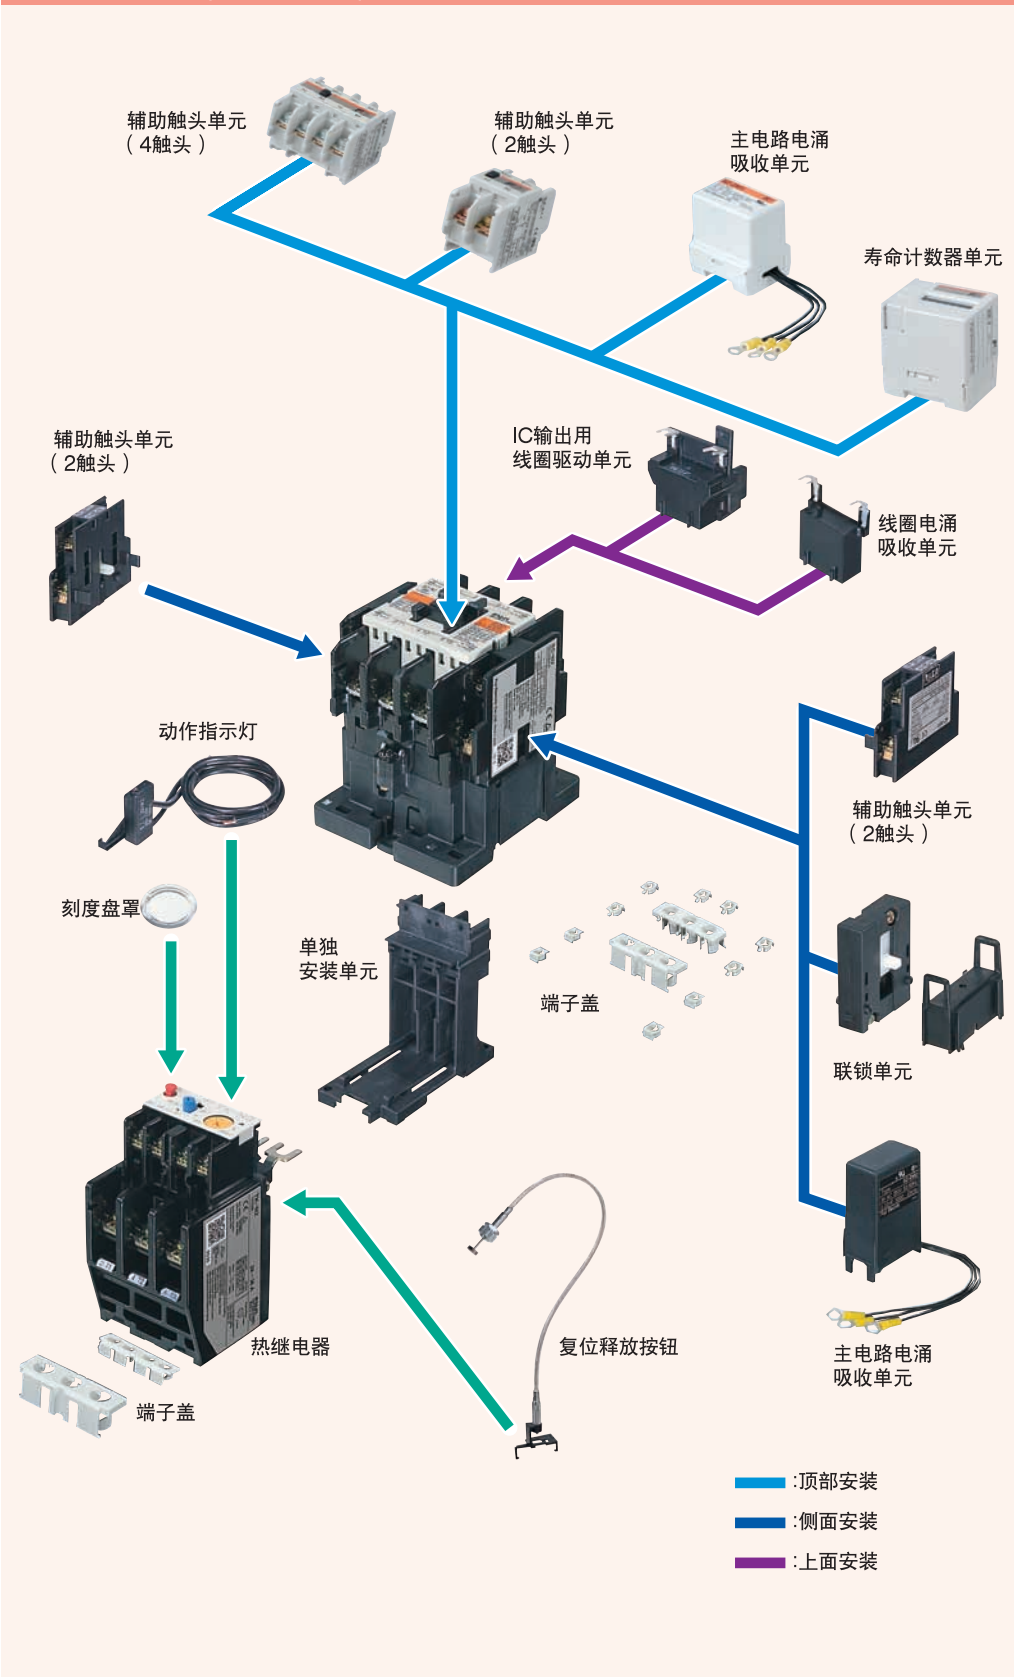 辅助触头单元
( 4触头 )
辅助触头单元
( 2触头 )
主电路电涌
吸收单元
寿命计数器单元
辅助触头单元
( 2触头 )
IC输出用
线圈驱动单元
线圈电涌
吸收单元
动作指示灯
辅助触头单元
( 2触头 )
刻度盘罩
单独
安装单元
端子盖
联锁单元
热继电器
复位释放按钮
主电路电涌
吸收单元
端子盖
:顶部安装
:侧面安装
:上面安装